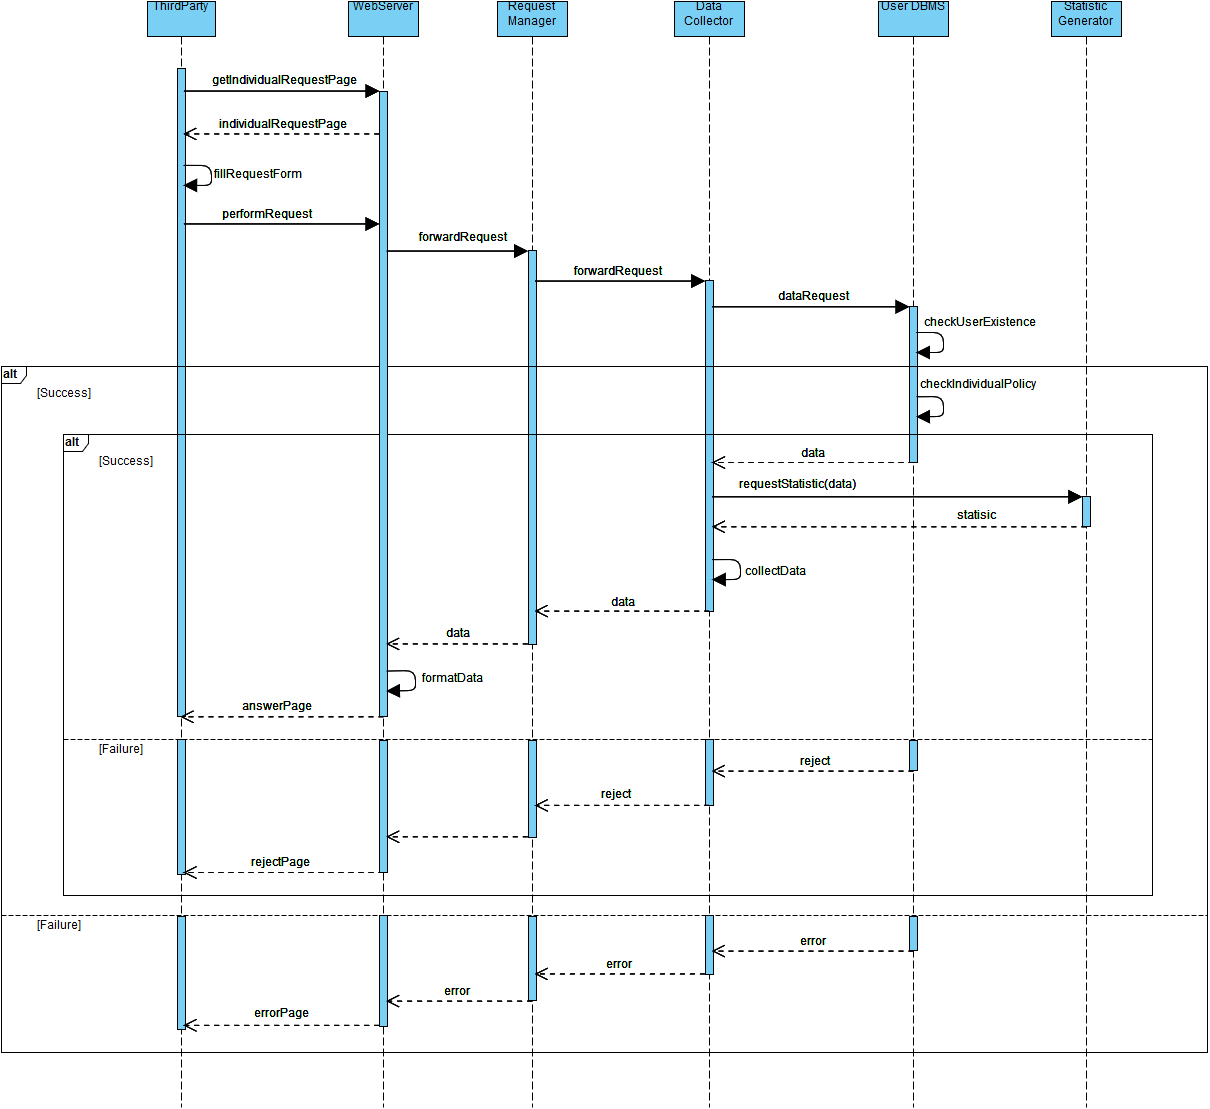 ThirdParty
WebServer
Request
Manager
Data
Collector
User DBMS
Statistic
Generator
getIndividualRequestPage
individualRequestPage
fillRequestForm
performRequest
forwardRequest
forwardRequest
dataRequest
checkUserExistence
alt
[Success]
checkIndividualPolicy
alt
[Success]
data
requestStatistic(data)
statisic
collectData
data
data
formatData
answerPage
[Failure]
reject
reject
rejectPage
[Failure]
error
error
error
errorPage